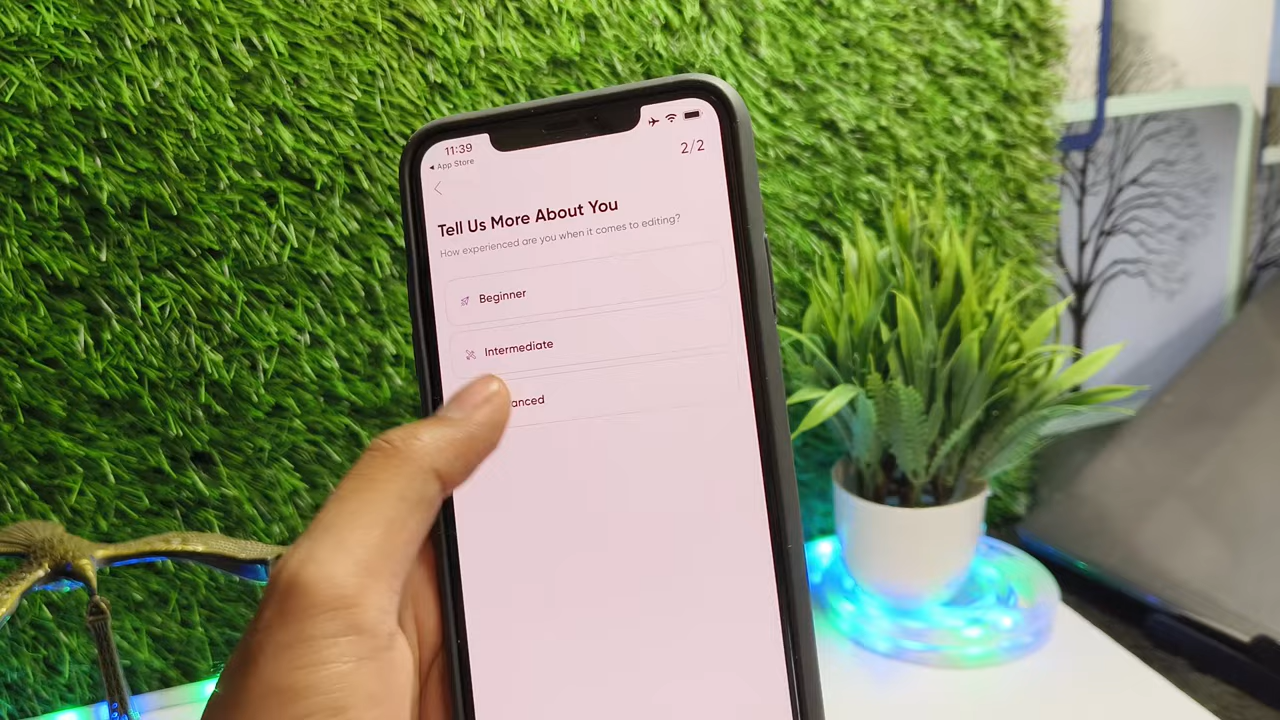 11:39
◀ App Store
2/2
Tell Us More About You
How experienced are you when it comes to editing?
Beginner
Intermediate
anced